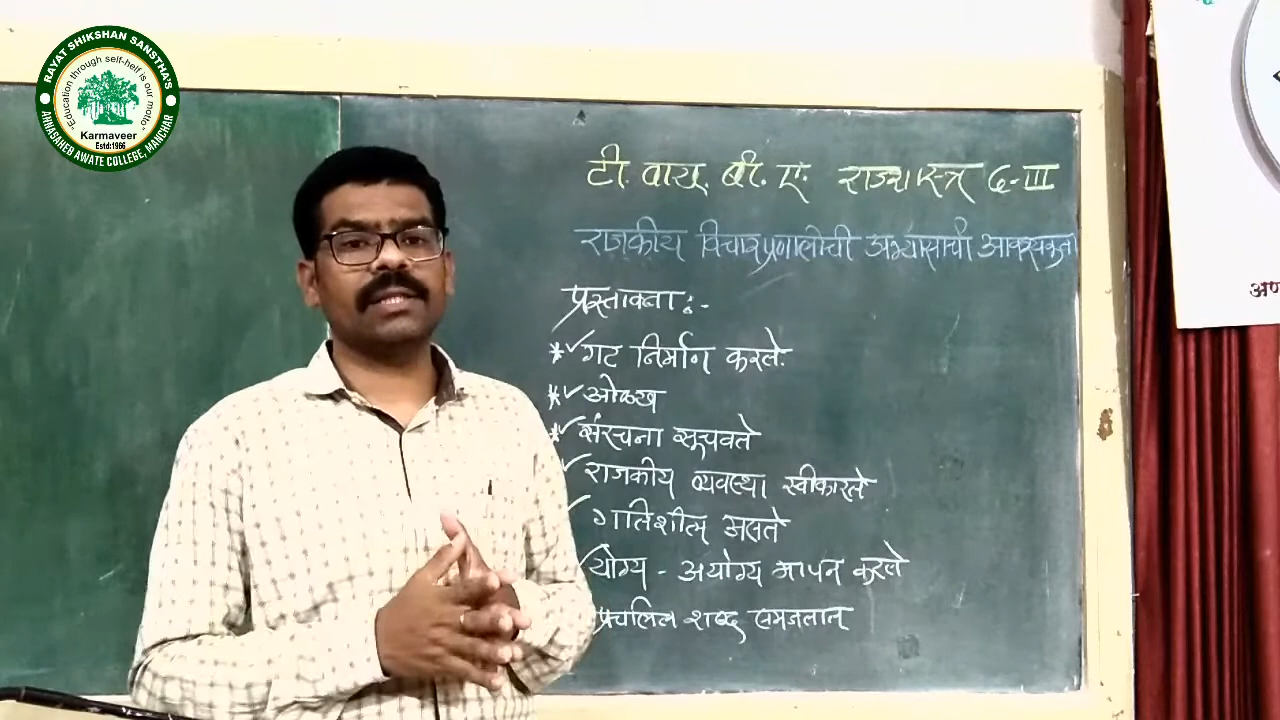 RAYAT SHIKSHAN SANSTHA'S
"Education through self-help is our motto"
Karmaveer
Estd:1966
ANNASAHEB AWATE COLLEGE, MANCHAR
टी. वाय. बी. ए. राज्यशास्त्र G-III
राजकीय विचारप्रणालीची अभ्यासाची आवश्यकता
प्रस्तावना :-
* ✓ गट निर्माण करते.
* ✓ ओळख
* ✓ संरचना सूचवते
✓ राजकीय व्यवस्था स्वीकारते
✓ गतिशील असते
✓ योग्य - अयोग्य मापन करते
प्रचलित शब्द समजतात
अण